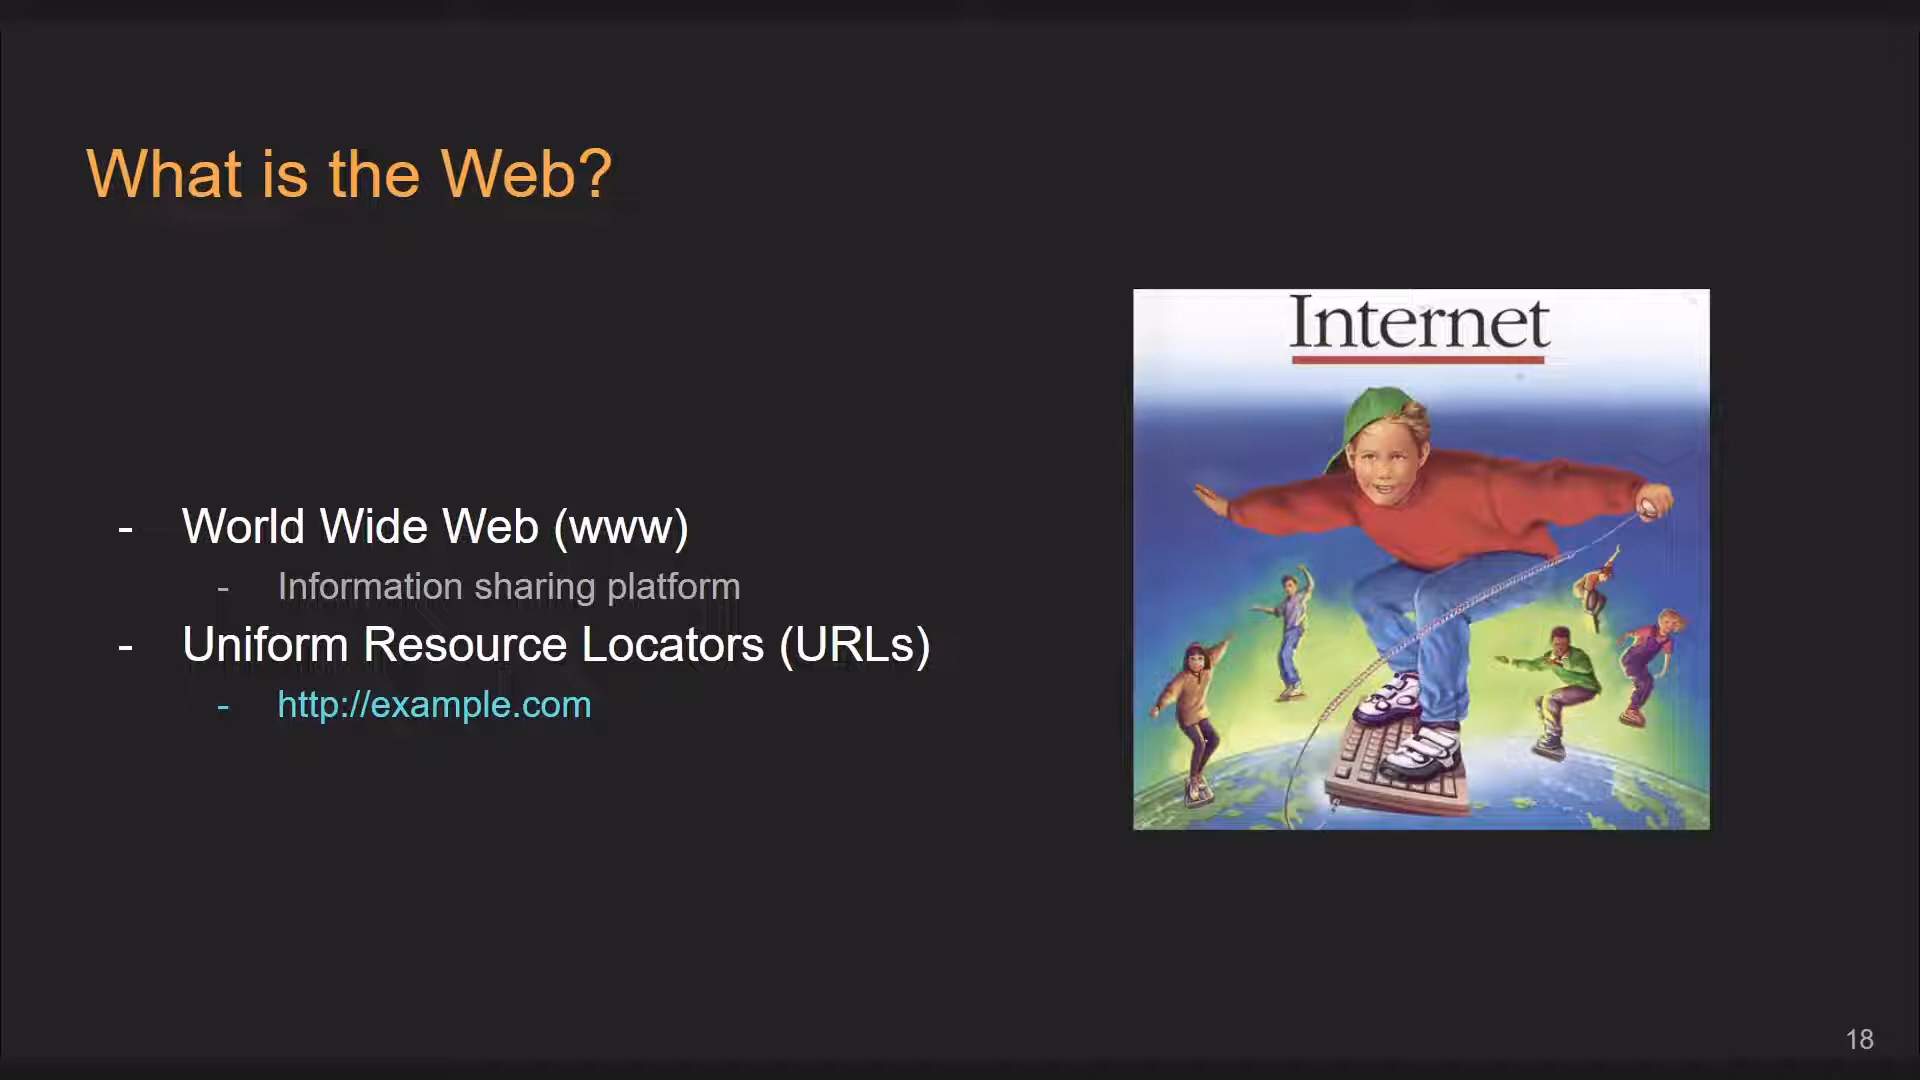 What is the Web?
- World Wide Web (www)
- Information sharing platform
- Uniform Resource Locators (URLs)
- http://example.com
Internet
18